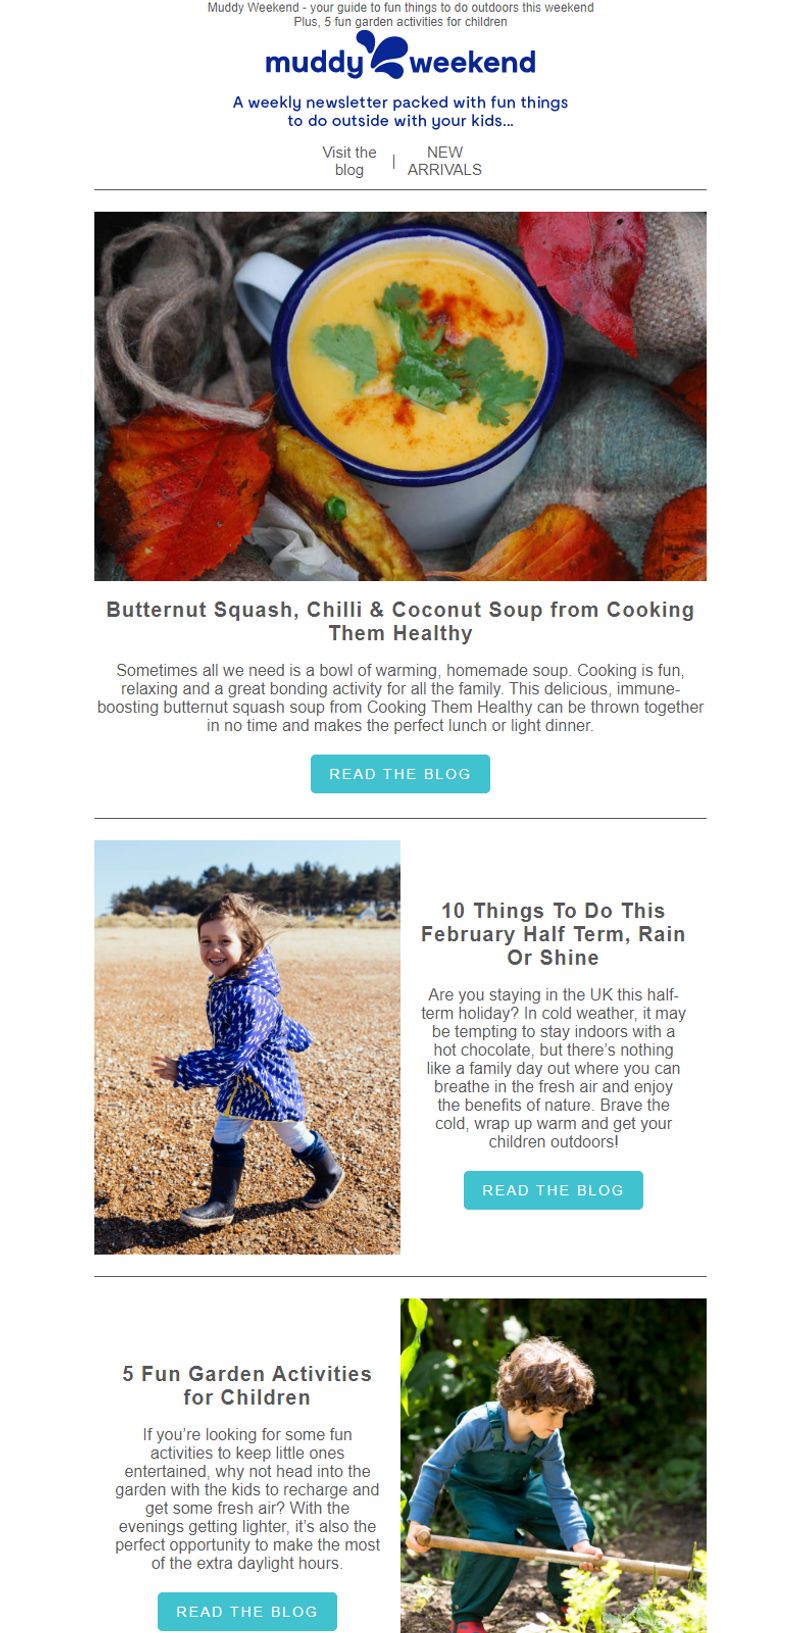 Muddy Weekend - your guide to fun things to do outdoors this weekend
Plus, 5 fun garden activities for children
muddy weekend
A weekly newsletter packed with fun things
to do outside with your kids...
Visit the
blog
|
NEW
ARRIVALS
Butternut Squash, Chilli & Coconut Soup from Cooking
Them Healthy
Sometimes all we need is a bowl of warming, homemade soup. Cooking is fun,
relaxing and a great bonding activity for all the family. This delicious, immune-
boosting butternut squash soup from Cooking Them Healthy can be thrown together
in no time and makes the perfect lunch or light dinner.
READ THE BLOG
10 Things To Do This
February Half Term, Rain
Or Shine
Are you staying in the UK this half-
term holiday? In cold weather, it may
be tempting to stay indoors with a
hot chocolate, but there’s nothing
like a family day out where you can
breathe in the fresh air and enjoy
the benefits of nature. Brave the
cold, wrap up warm and get your
children outdoors!
READ THE BLOG
5 Fun Garden Activities
for Children
If you’re looking for some fun
activities to keep little ones
entertained, why not head into the
garden with the kids to recharge and
get some fresh air? With the
evenings getting lighter, it’s also the
perfect opportunity to make the most
of the extra daylight hours.
READ THE BLOG